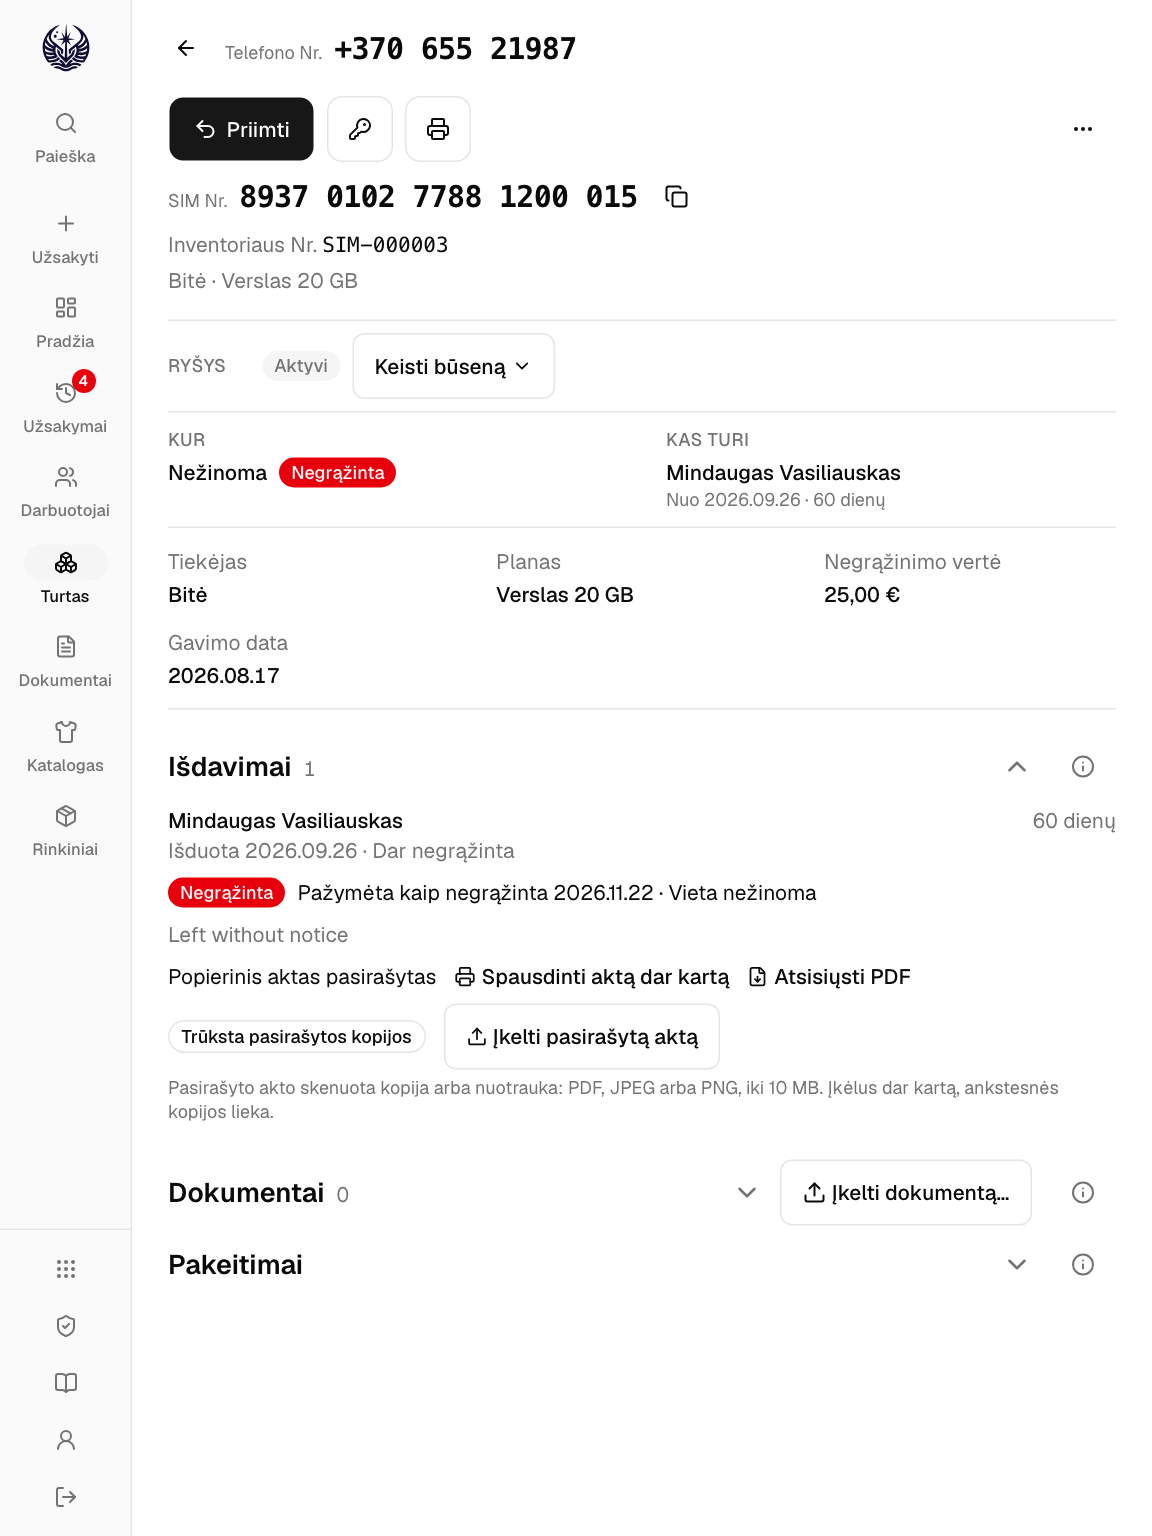 Telefono Nr. +370 655 21987
Paieška
Užsakyti
Pradžia
4
Užsakymai
Darbuotojai
Turtas
Dokumentai
Katalogas
Rinkiniai
Priimti
SIM Nr. 8937 0102 7788 1200 015
Inventoriaus Nr. SIM-000003
Bitė · Verslas 20 GB
RYŠYS Aktyvi Keisti būseną
KUR
Nežinoma Negrąžinta
KAS TURI
Mindaugas Vasiliauskas
Nuo 2026.09.26 · 60 dienų
Tiekėjas
Bitė
Planas
Verslas 20 GB
Negrąžinimo vertė
25,00 €
Gavimo data
2026.08.17
Išdavimai 1
Mindaugas Vasiliauskas 60 dienų
Išduota 2026.09.26 · Dar negrąžinta
Negrąžinta Pažymėta kaip negrąžinta 2026.11.22 · Vieta nežinoma
Left without notice
Popierinis aktas pasirašytas Spausdinti aktą dar kartą Atsisiųsti PDF
Trūksta pasirašytos kopijos Įkelti pasirašytą aktą
Pasirašyto akto skenuota kopija arba nuotrauka: PDF, JPEG arba PNG, iki 10 MB. Įkėlus dar kartą, ankstesnės
kopijos lieka.
Dokumentai 0 Įkelti dokumentą...
Pakeitimai